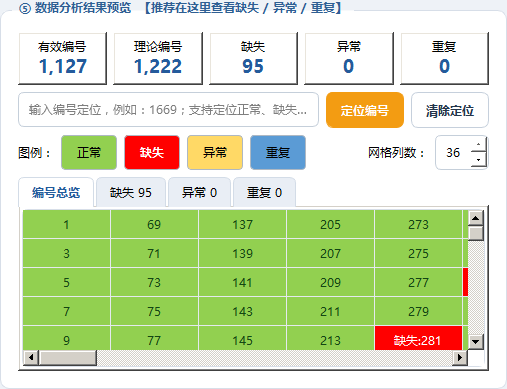 ⑤ 数据分析结果预览 【推荐在这里查看缺失 / 异常 / 重复】
有效编号 理论编号 缺失 异常 重复
1,127 1,222 95 0 0
输入编号定位，例如：1669；支持定位正常、缺失... 定位编号 清除定位
图例： 正常 缺失 异常 重复 网格列数： 36
编号总览 缺失 95 异常 0 重复 0
1 69 137 205 273
3 71 139 207 275
5 73 141 209 277
7 75 143 211 279
9 77 145 213 缺失:281